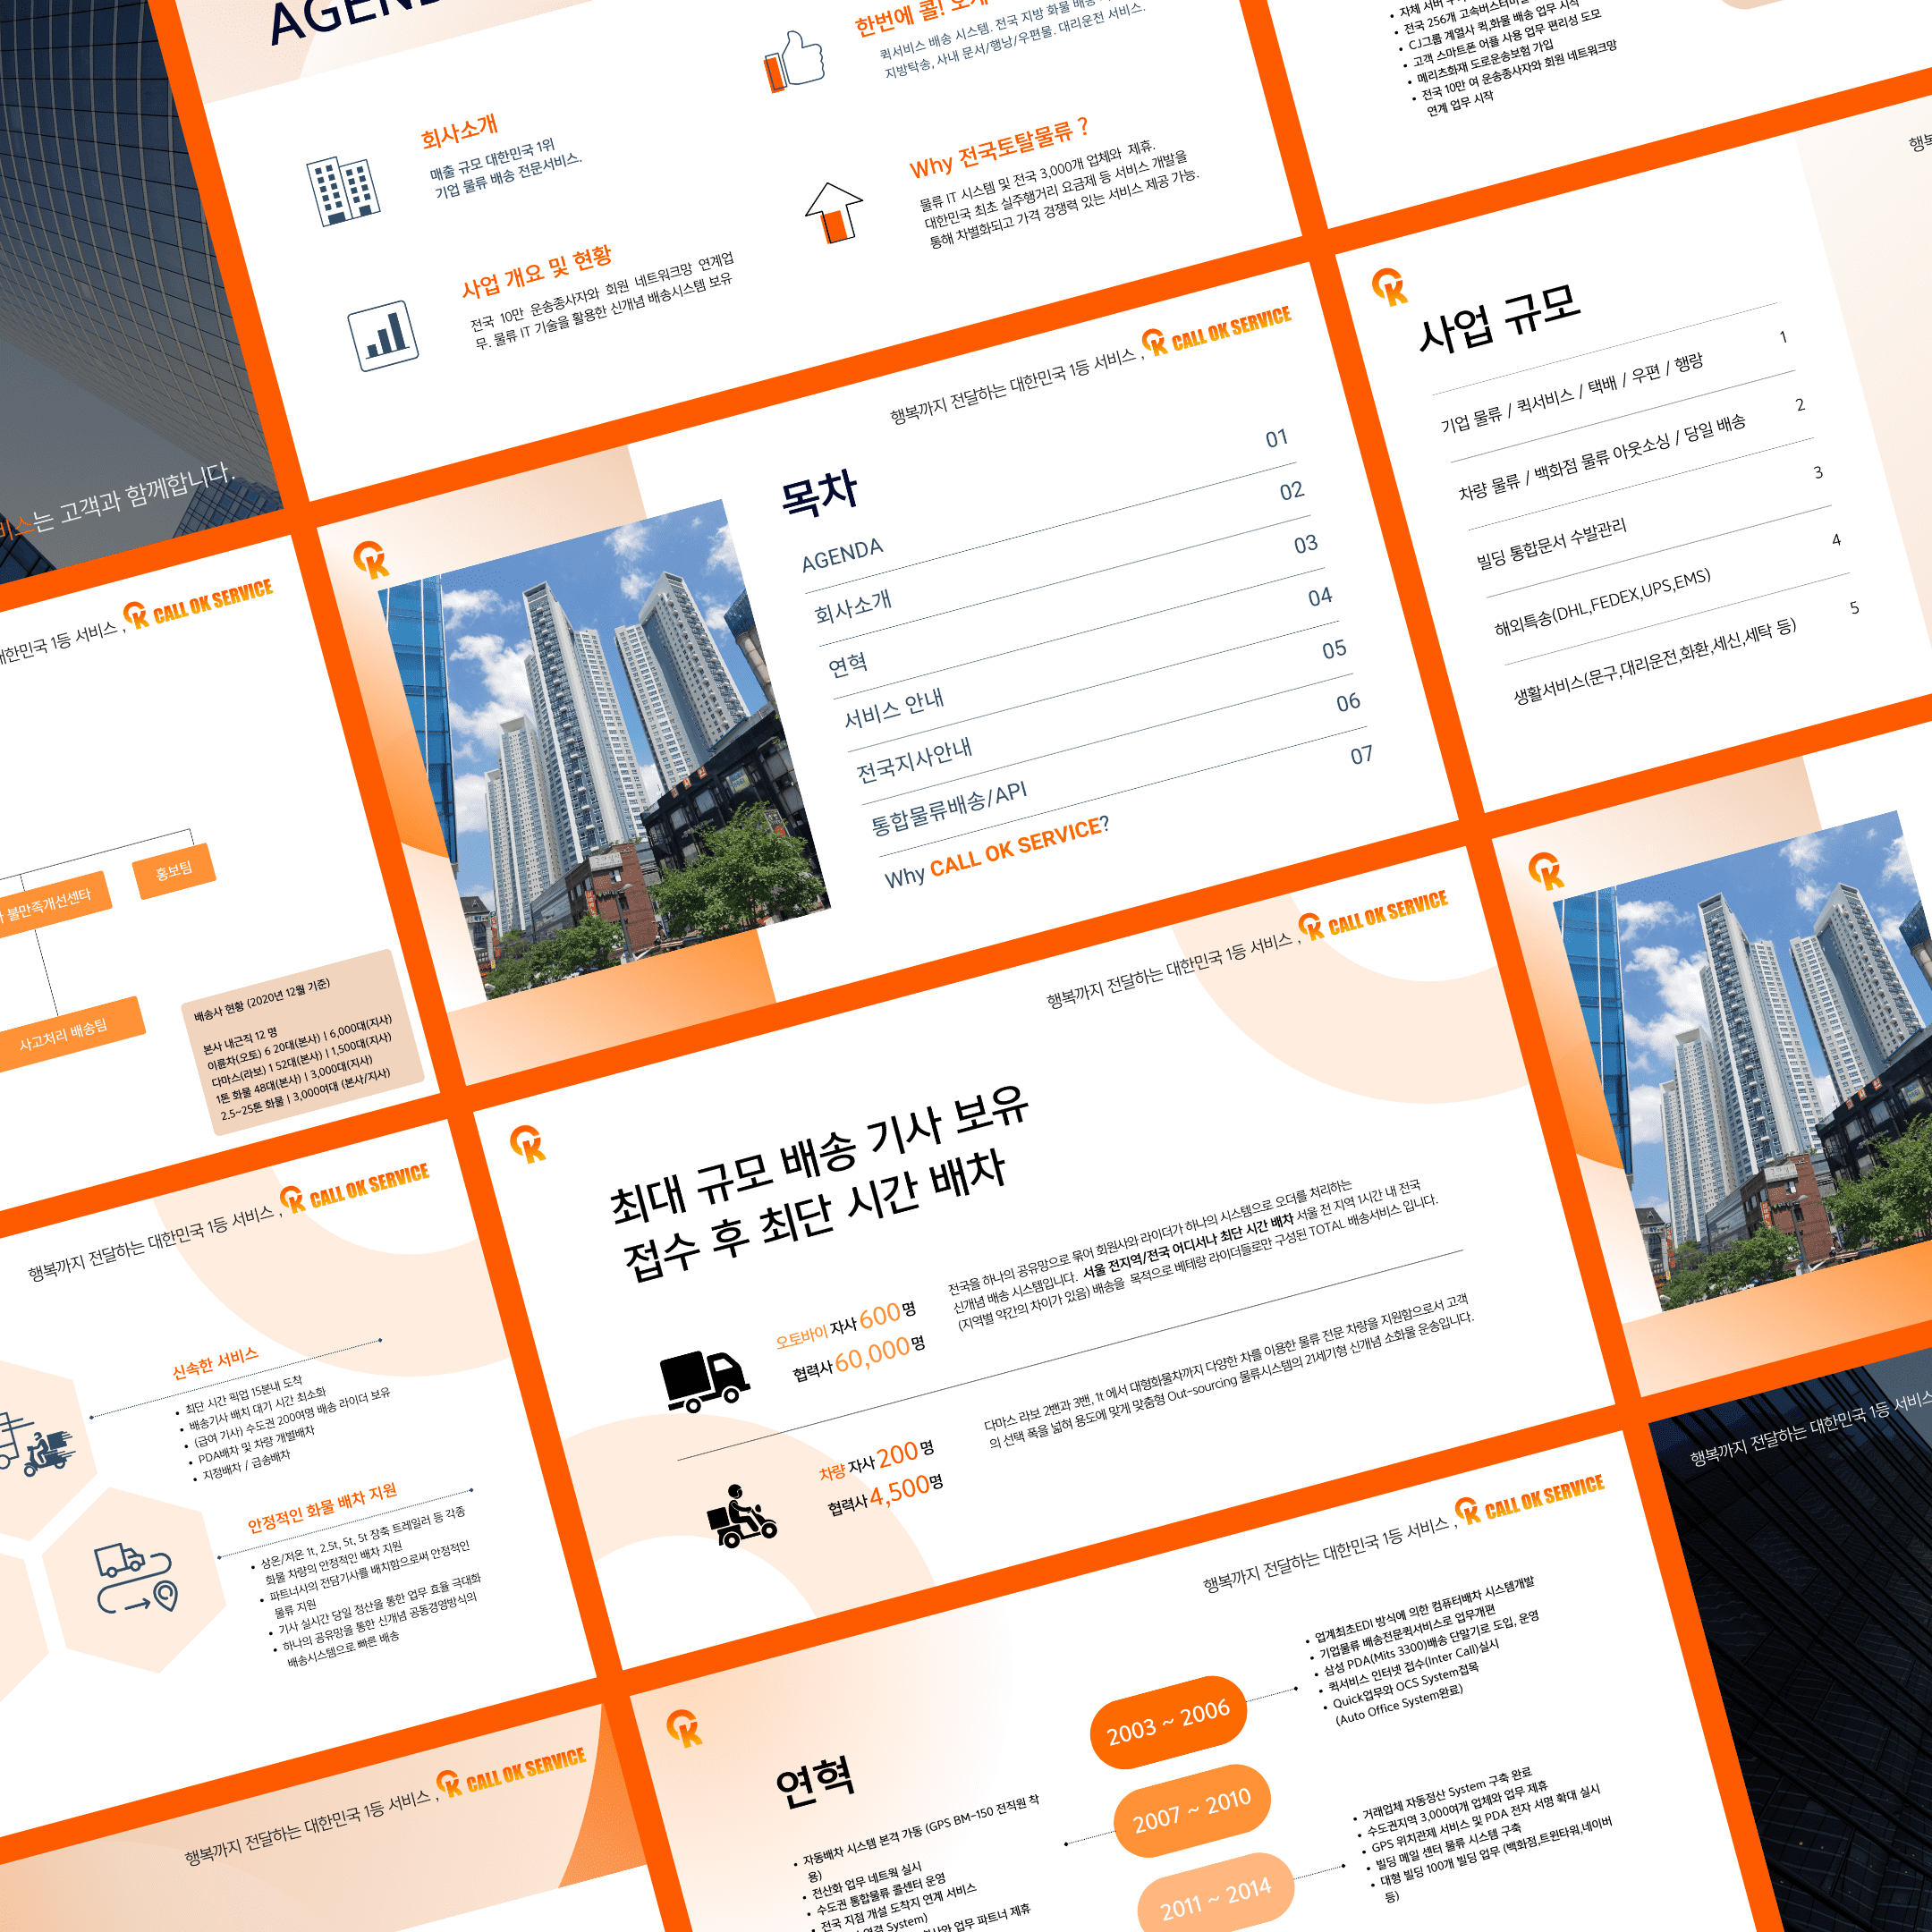 회사소개
매출 규모 대한민국 1위
기업 물류 배송 전문서비스.
사업 개요 및 현황
전국 10만 운송종사자와 회원 네트워크망 연계업
무. 물류 IT 기술을 활용한 신개념 배송시스템 보유
한번에 콜!
퀵서비스 배송 시스템. 전국 지방 화물 배송
지방탁송, 사내 문서/행낭/우편물. 대리운전 서비스.
Why 전국토탈물류 ?
물류 IT 시스템 및 전국 3,000개 업체와 제휴.
대한민국 최초 실주행거리 요금제 등 서비스 개발을
통해 차별화되고 가격 경쟁력 있는 서비스 제공 가능.
자체 서버
전국 256개 고속버스터미널
CJ그룹 계열사 퀵,화물 배송 업무 시작
고객 스마트폰 어플 사용 업무 편리성 도모
메리츠화재 도로운송보험 가입
전국 10만 여 운송종사자와 회원 네트워크망
연계 업무 시작
는 고객과 함께합니다.
행복까지 전달하는 대한민국 1등 서비스 , CALL OK SERVICE
목차
AGENDA 01
회사소개 02
연혁 03
서비스 안내 04
전국지사안내 05
통합물류배송/API 06
Why CALL OK SERVICE? 07
사업 규모
기업 물류 / 퀵서비스 / 택배 / 우편 / 행랑 1
차량 물류 / 백화점 물류 아웃소싱 / 당일 배송 2
빌딩 통합문서 수발관리 3
해외특송(DHL,FEDEX,UPS,EMS) 4
생활서비스(문구,대리운전,화환,세신,세탁 등) 5
대한민국 1등 서비스 , CALL OK SERVICE
불만족개선센타
홍보팀
사고처리 배송팀
배송사 현황 (2020년 12월 기준)
본사 내근직 12 명
이륜차(오토) 6 20대(본사) | 6,000대(지사)
다마스(라보) 1 52대(본사) | 1,500대(지사)
1톤 화물 48대(본사) | 3,000대(지사)
2.5~25톤 화물 | 3,000여대 (본사/지사)
행복까지 전달하는 대한민국 1등 서비스 , CALL OK SERVICE
최대 규모 배송 기사 보유
접수 후 최단 시간 배차
오토바이 자사 600명
협력사 60,000명
전국을 하나의 공유망으로 묶어 회원사와 라이더가 하나의 시스템으로 오더를 처리하는
신개념 배송 시스템입니다. 서울 전지역/전국 어디서나 최단 시간 배차 서울 전 지역 1시간 내 전국
(지역별 약간의 차이가 있음) 배송을 목적으로 베테랑 라이더들로만 구성된 TOTAL 배송서비스 입니다.
차량 자사 200명
협력사 4,500명
다마스 라보 2밴과 3밴, 1t 에서 대형화물차까지 다양한 차를 이용한 물류 전문 차량을 지원함으로서 고객
의 선택 폭을 넓혀 용도에 맞게 맞춤형 Out-sourcing 물류시스템의 21세기형 신개념 소화물 운송입니다.
행복까지 전달하는 대한민국 1등 서비스 , CALL OK SERVICE
신속한 서비스
최단 시간 픽업 15분내 도착
배송기사 배치 대기 시간 최소화
(급여 기사) 수도권 200여명 배송 라이더 보유
PDA배차 및 차량 개별배차
지정배차 / 급송배차
안정적인 화물 배차 지원
상온/저온 1t, 2.5t, 5t, 5t 장축 트레일러 등 각종
화물 차량의 안정적인 배차 지원
파트너사의 전담기사를 배치함으로써 안정적인
물류 지원
기사 실시간 당일 정산을 통한 업무 효율 극대화
하나의 공유망을 통한 신개념 공동경영방식의
배송시스템으로 빠른 배송
행복까지 전달하는 대한민국 1등 서비스 , CALL OK SERVICE
행복까지 전달하는 대한민국 1등 서비스 , CALL OK SERVICE
연혁
자동배차 시스템 본격 가동 (GPS BM-150 전직원 착
용)
전산화 업무 네트웍 실시
수도권 통합물류 콜센터 운영
전국 지점 개설 도착지 연계 서비스
2003 ~ 2006
업계최초EDI 방식에 의한 컴퓨터배차 시스템개발
기업물류 배송전문퀵서비스로 업무개편
삼성 PDA(Mits 3300)배송 단말기로 도입, 운영
퀵서비스 인터넷 접수(Inter Call)실시
Quick업무와 OCS System접목
(Auto Office System완료)
2007 ~ 2010
2011 ~ 2014
거래업체 자동정산 System 구축 완료
수도권지역 3,000여개 업체와 업무 제휴
GPS 위치관제 서비스 및 PDA 전자 서명 확대 실시
빌딩 메일 센터 물류 시스템 구축
대형 빌딩 100개 빌딩 업무 (백화점,트윈타워,네이버
등)
행복까지 전달하는 대한민국 1등 서비스